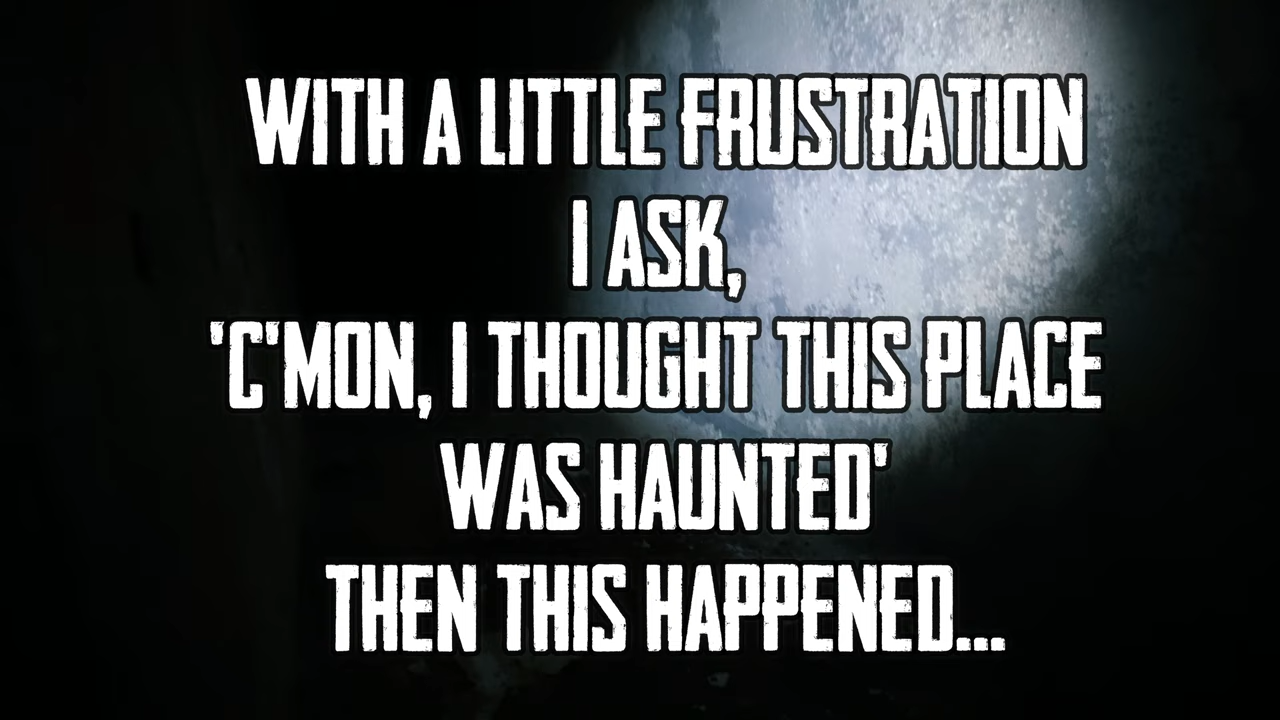 WITH A LITTLE FRUSTRATION
I ASK,
'C'MON, I THOUGHT THIS PLACE
WAS HAUNTED'
THEN THIS HAPPENED...